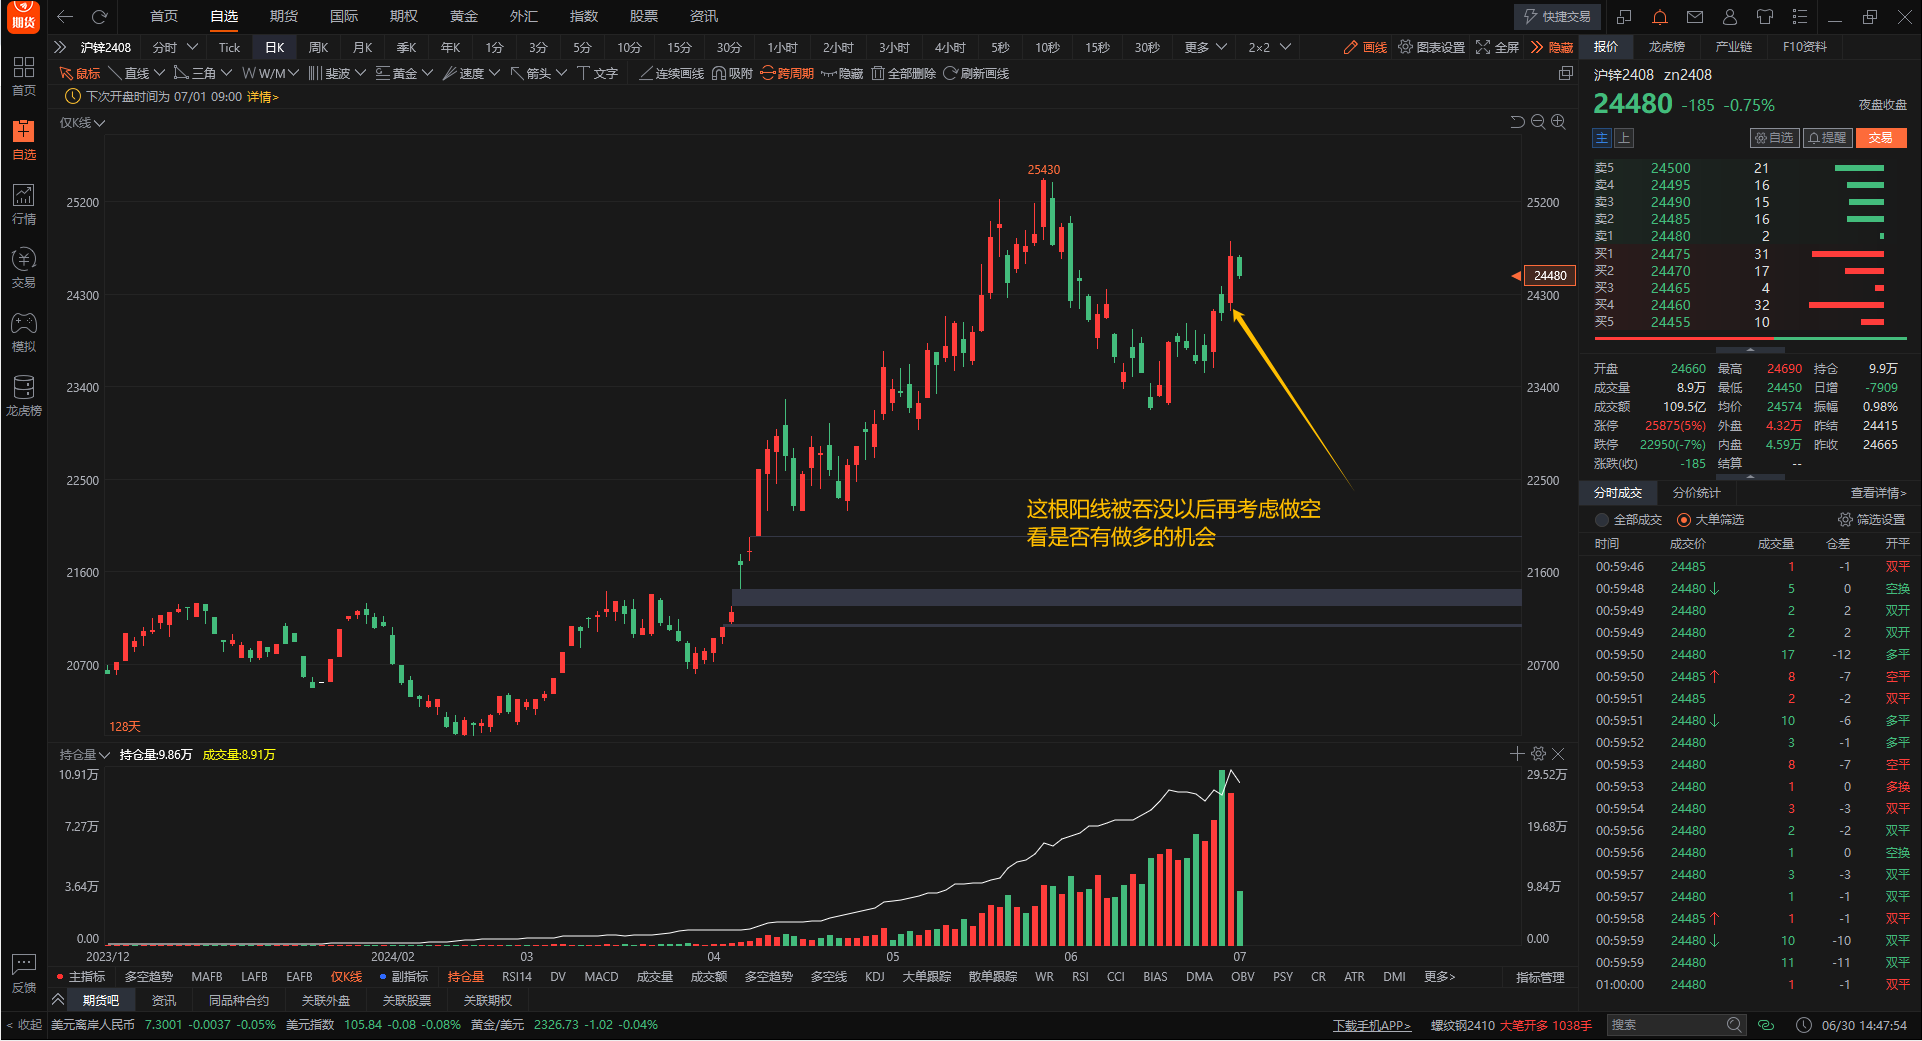 期货 首页 自选 期货 国际 期权 黄金 外汇 指数 股票 资讯 快捷交易
沪锌2408 分时 Tick 日K 周K 月K 季K 年K 1分 3分 5分 10分 15分 30分 1小时 2小时 3小时 4小时 5秒 10秒 15秒 30秒 更多 2×2 画线 图表设置 全屏 隐藏
鼠标 直线 三角 W/M 斐波 黄金 速度 箭头 文字 连续画线 吸附 跨周期 隐藏 全部删除 刷新画线
下次开盘时间为 07/01 09:00 详情>
仅K线
首页
自选
行情
交易
模拟
龙虎榜
反馈
< 收起
25430
25200 25200
24480
24300 24300
23400 23400
22500 22500
这根阳线被吞没以后再考虑做空
看是否有做多的机会
21600 21600
20700 20700
128天
持仓量 持仓量:9.86万 成交量:8.91万
10.91万 29.52万
7.27万 19.68万
3.64万 9.84万
0.00 0.00
2023/12 2024/02 03 04 05 06 07
主指标 多空趋势 MAFB LAFB EAFB 仅K线 副指标 持仓量 RSI14 DV MACD 成交量 成交额 多空趋势 多空线 KDJ 大单跟踪 散单跟踪 WR RSI CCI BIAS DMA OBV PSY CR ATR DMI 更多> 指标管理
期货吧 资讯 同品种合约 关联外盘 关联股票 关联期权
报价 龙虎榜 产业链 F10资料
沪锌2408 zn2408
24480 -185 -0.75% 夜盘收盘
主 上 自选 提醒 交易
卖5 24500 21
卖4 24495 16
卖3 24490 15
卖2 24485 16
卖1 24480 2
买1 24475 31
买2 24470 17
买3 24465 4
买4 24460 32
买5 24455 10
开盘 24660 最高 24690 持仓 9.9万
成交量 8.9万 最低 24450 日增 -7909
成交额 109.5亿 均价 24574 振幅 0.98%
涨停 25875(5%) 外盘 4.32万 昨结 24415
跌停 22950(-7%) 内盘 4.59万 昨收 24665
涨跌(收) -185 结算 --
分时成交 分价统计 查看详情>
全部成交 大单筛选 筛选设置
时间 成交价 成交量 仓差 开平
00:59:46 24485 1 -1 双平
00:59:48 24480↓ 5 0 空换
00:59:49 24480 2 2 双开
00:59:49 24480 2 2 双开
00:59:50 24480 17 -12 多平
00:59:50 24485↑ 8 -7 空平
00:59:51 24485 2 -2 双平
00:59:51 24480↓ 10 -6 多平
00:59:52 24480 3 -1 多平
00:59:53 24480 8 -7 空平
00:59:53 24480 1 0 多换
00:59:54 24480 3 -3 双平
00:59:56 24480 2 -2 双平
00:59:56 24480 1 0 空换
00:59:57 24480 3 -3 双平
00:59:57 24480 1 -1 双平
00:59:58 24485↑ 1 -1 双平
00:59:59 24480↓ 10 -10 双平
00:59:59 24480 11 -11 双平
01:00:00 24480 1 -1 双平
美元离岸人民币 7.3001 -0.0037 -0.05% 美元指数 105.84 -0.08 -0.08% 黄金/美元 2326.73 -1.02 -0.04% 下载手机APP> 螺纹钢2410 大笔开多 1038手 搜索 06/30 14:47:54